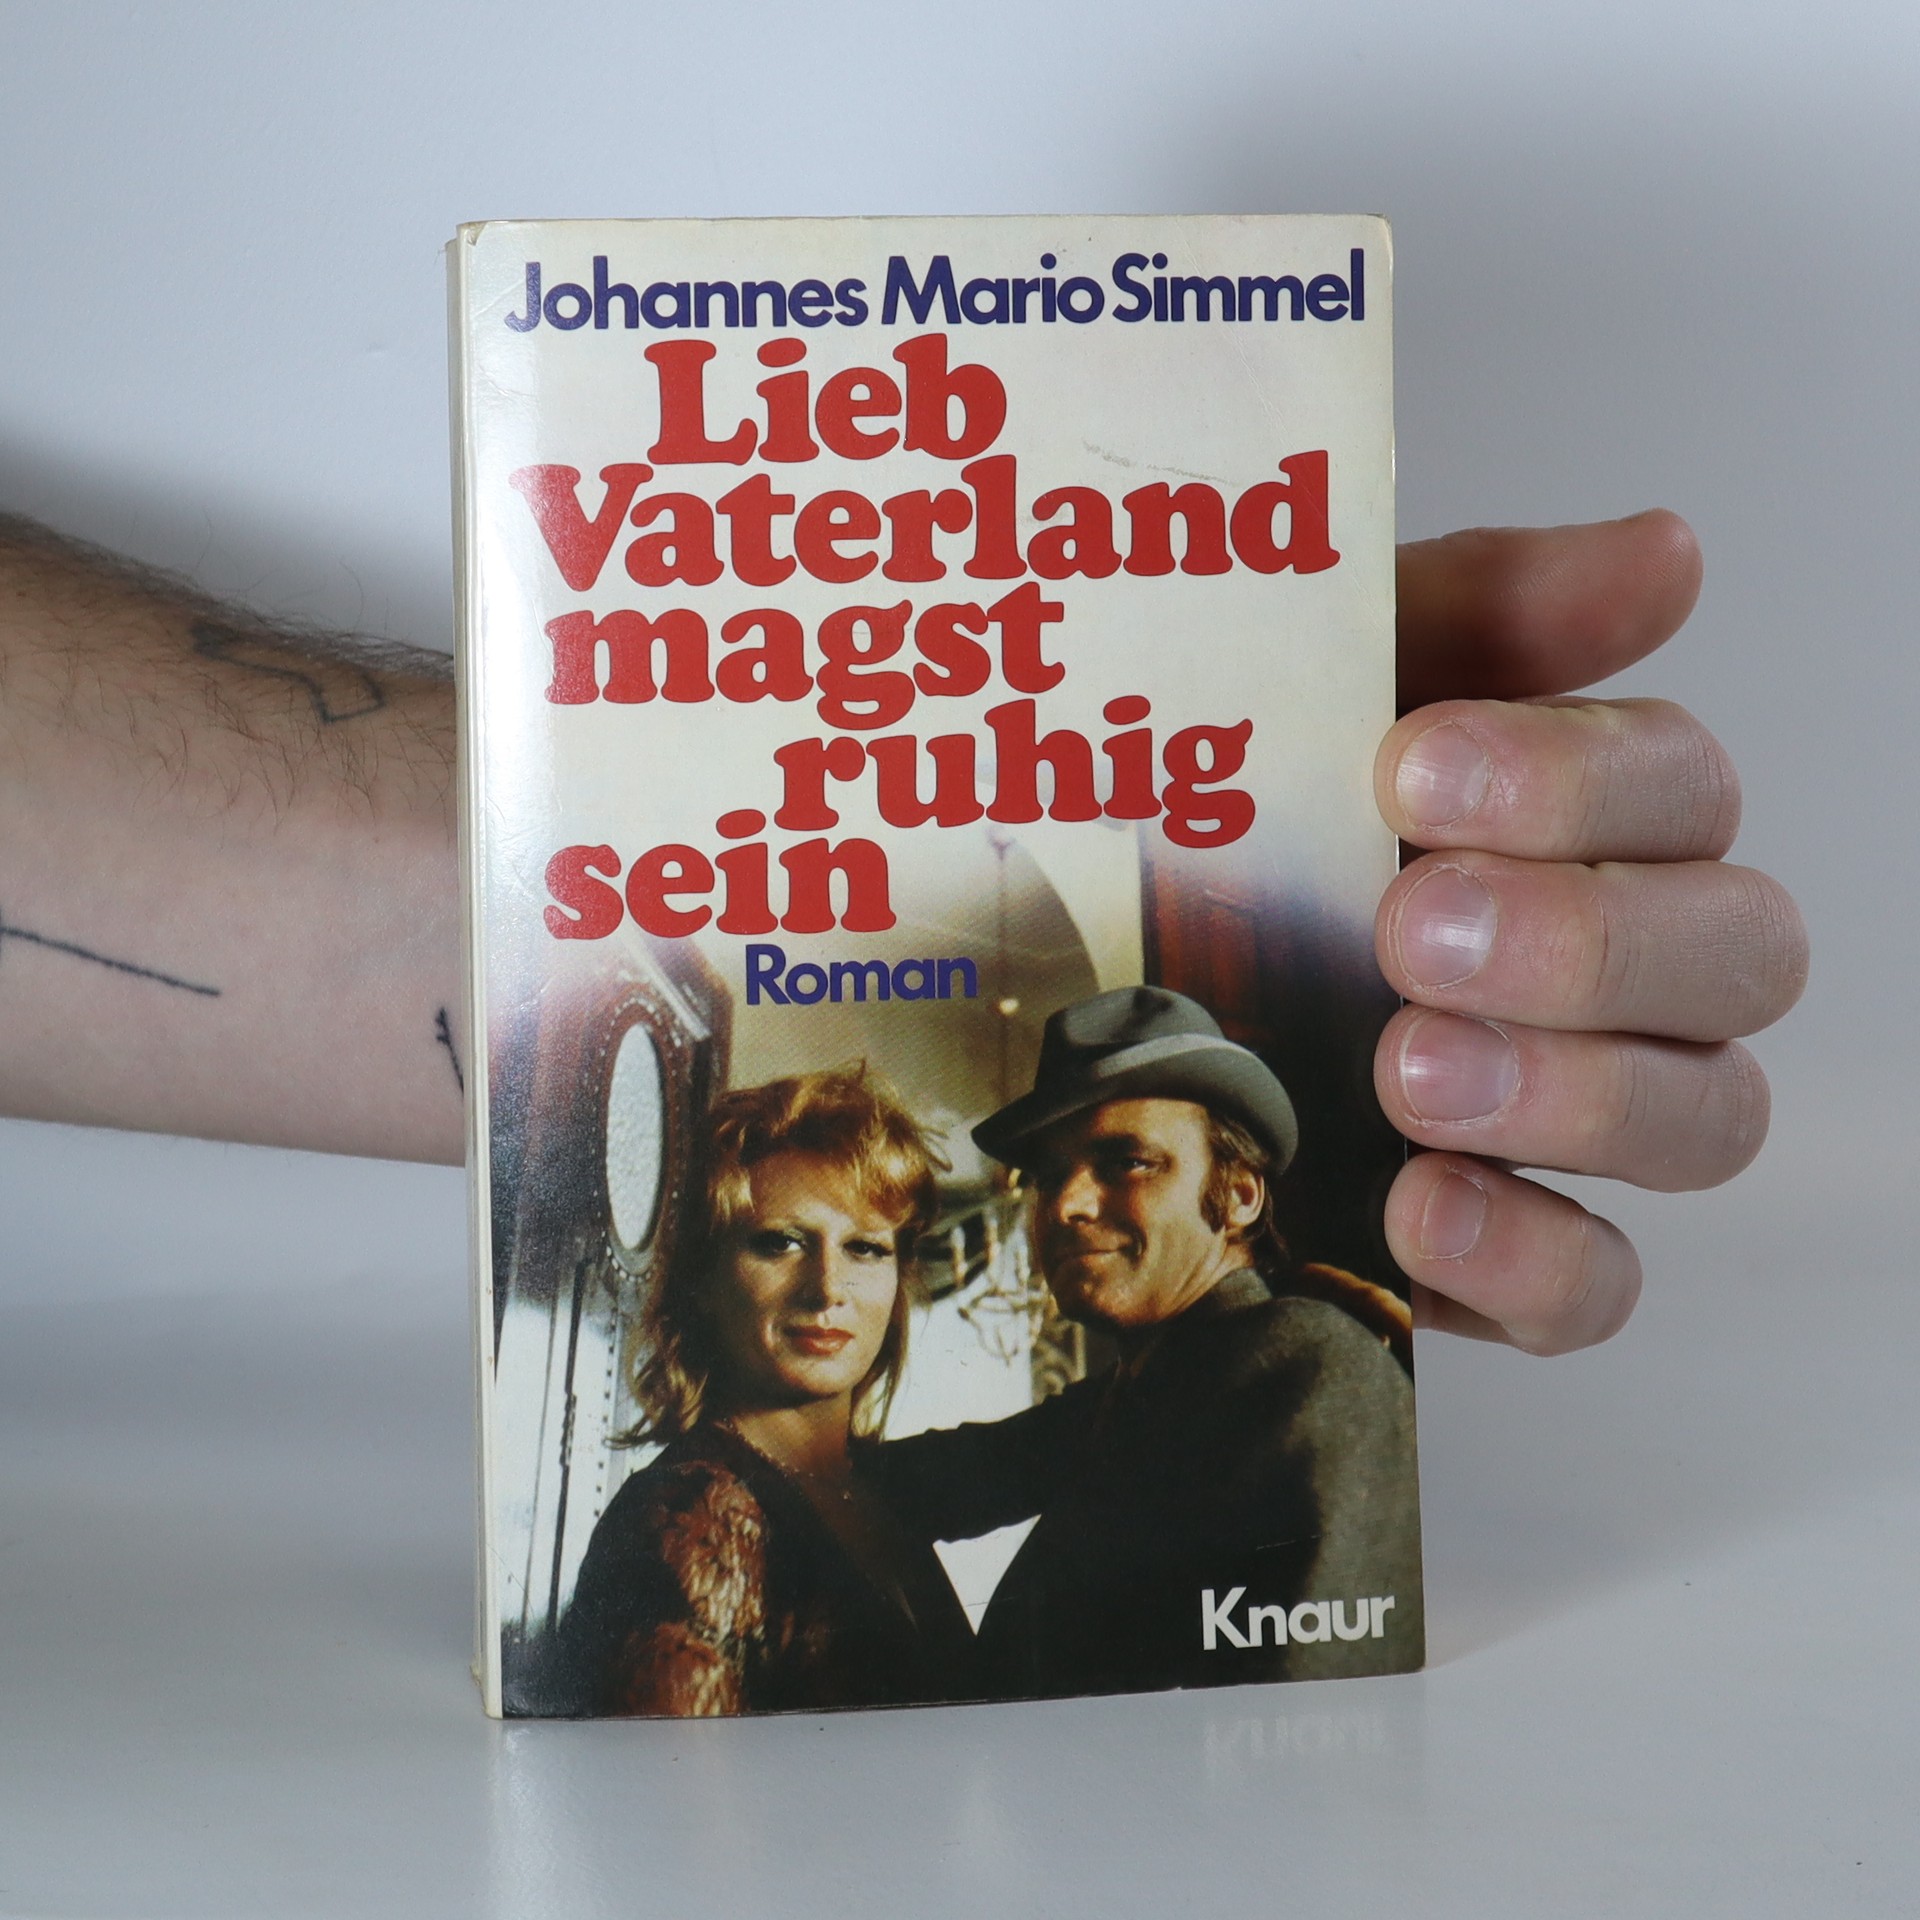 Johannes Mario Simmel
Lieb
Vaterland
magst
ruhig
sein
Roman
Knaur